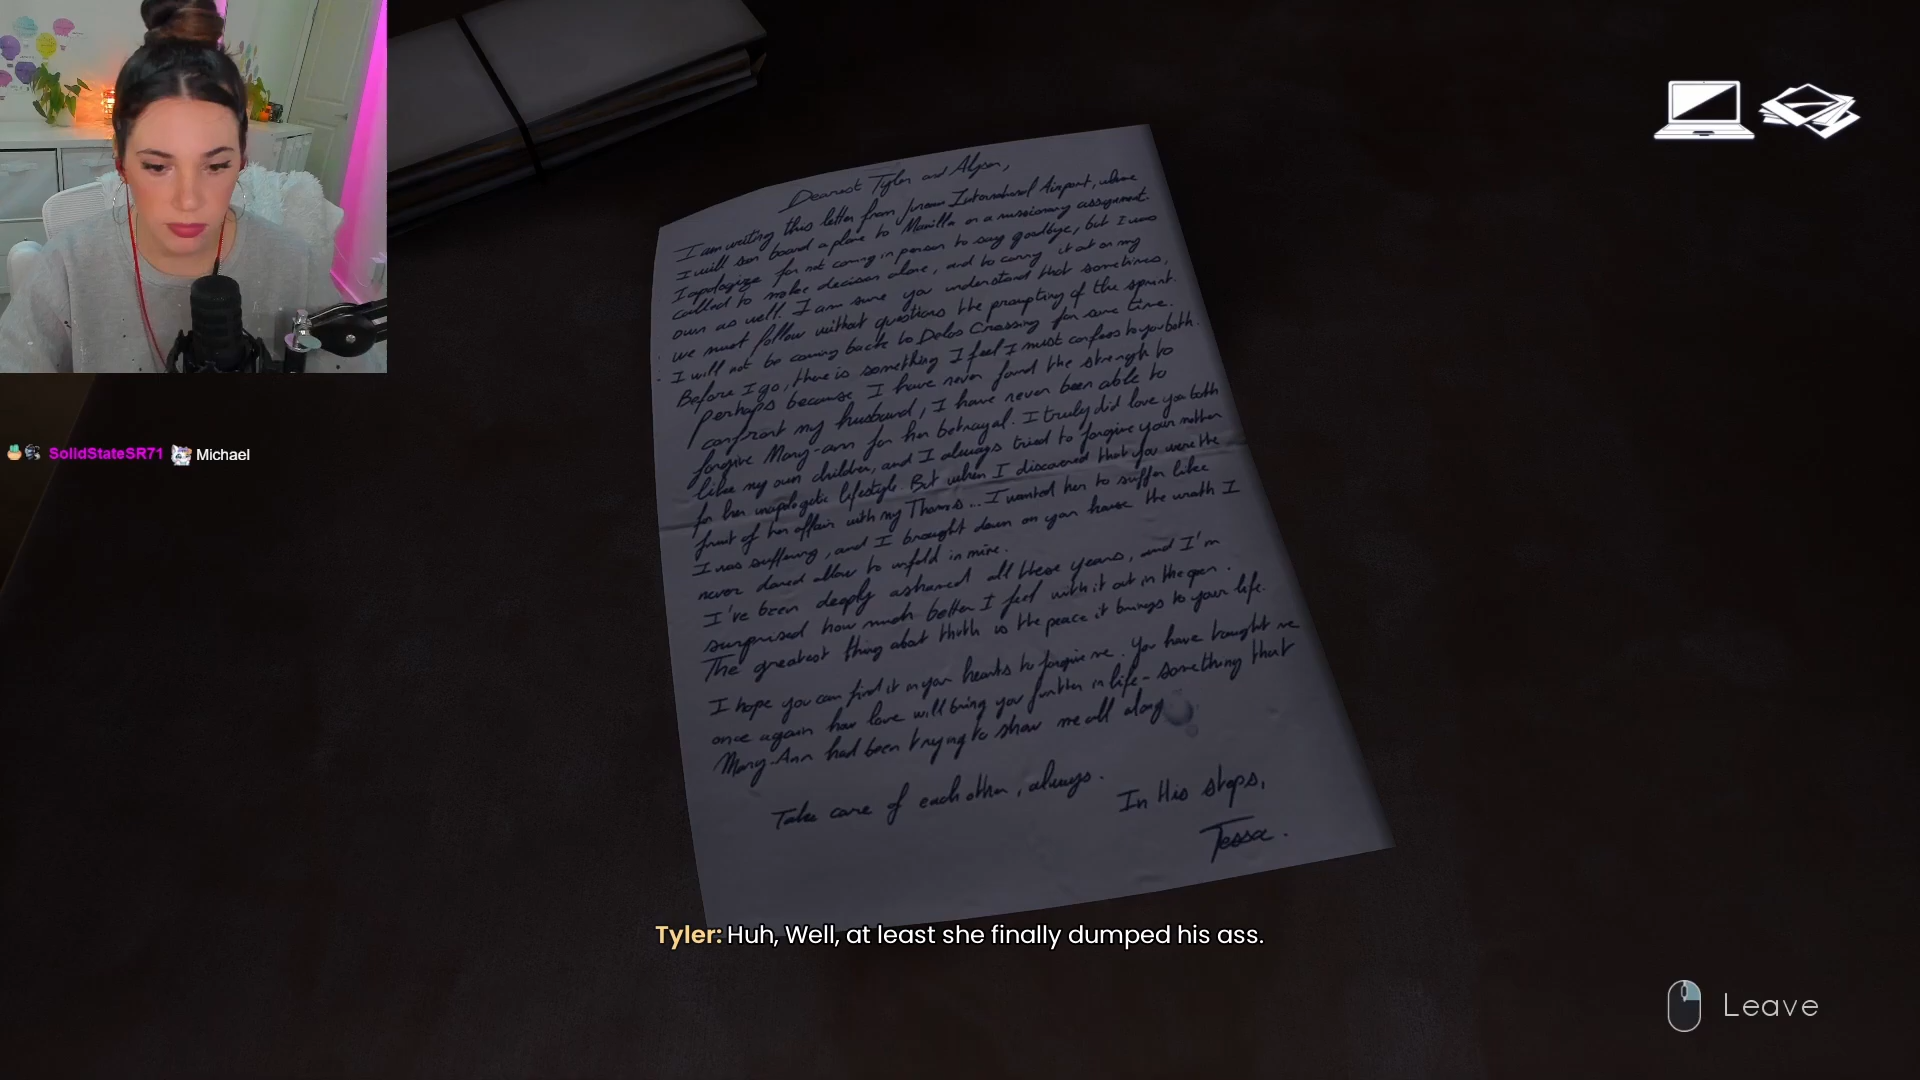 SolidStateSR71 Michael
Dearest Tyler and Alyson,
I am writing this letter from Juneau International Airport, where
I will soon board a plane to Manilla on a missionary assignment.
I apologize for not coming in person to say goodbye, but I was
called to make decision alone, and to carry it out on my
own as well. I am sure you understand that sometimes,
we must follow without questions the prompting of the spirit.
I will not be coming back to Delos Crossing for some time.
Before I go, there is something I feel I must confess to you both.
perhaps because I have never found the strength to
confront my husband, I have never been able to
forgive Mary-ann for her betrayal. I truly did love you both
like my own children, and I always tried to forgive your mother
for her unapologetic lifestyle. But when I discovered that you were the
fruit of her affair with my Thomas... I wanted her to suffer like
I was suffering, and I brought down on your house the wrath I
never dared allow to unfold in mine.
I've been deeply ashamed all these years, and I'm
surprised how much better I feel with it out in the open.
The greatest thing about thruth is the peace it brings to your life.
I hope you can find it in your hearts to forgive me. You have taught me
once again how love will bring you further in life - something that
Mary-Ann had been trying to show me all along
Take care of each other, always.
In His steps,
Tessa.
Tyler: Huh, Well, at least she finally dumped his ass.
Leave